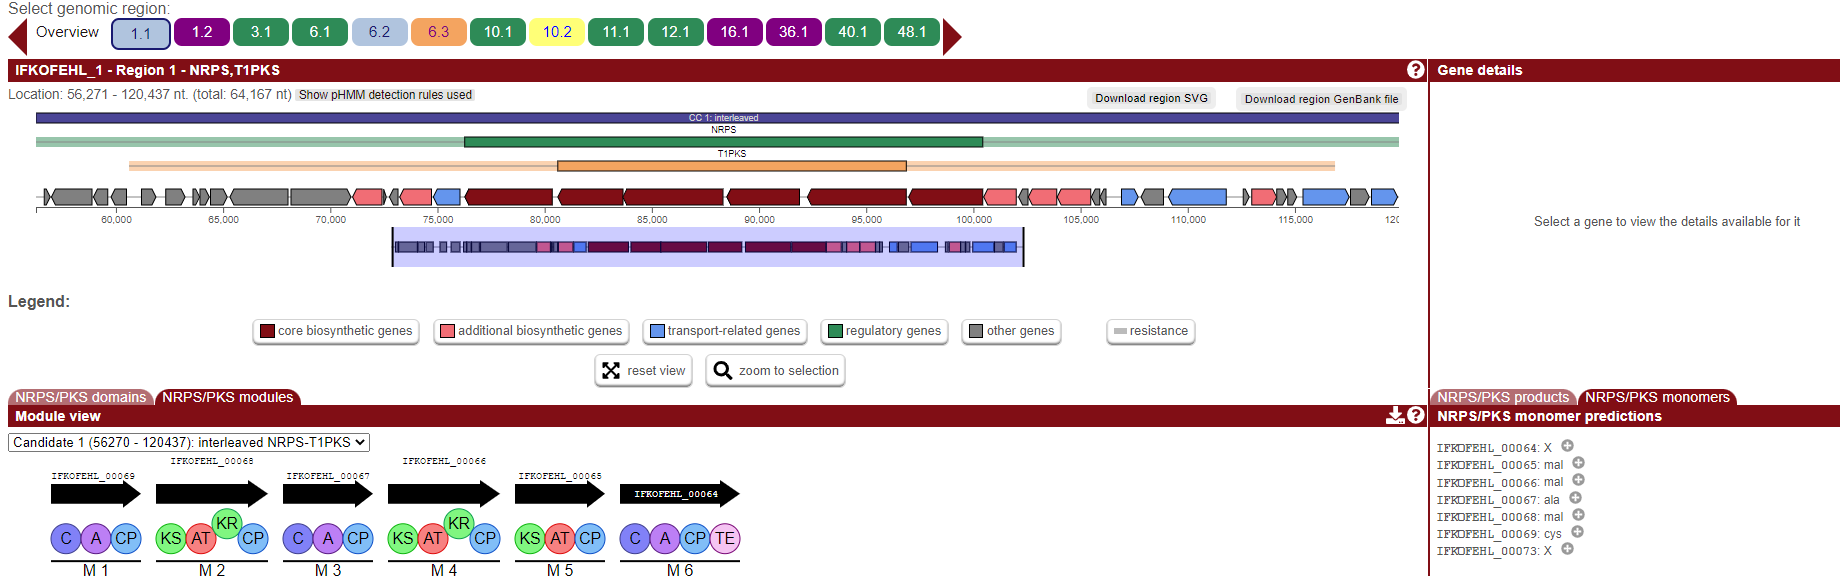 Select genomic region:
Overview 1.1 1.2 3.1 6.1 6.2 6.3 10.1 10.2 11.1 12.1 16.1 36.1 40.1 48.1
IFKOFEHL_1 - Region 1 - NRPS,T1PKS
Gene details
Location: 56,271 - 120,437 nt. (total: 64,167 nt) Show pHMM detection rules used
Download region SVG Download region GenBank file
CC 1: interleaved
NRPS
T1PKS
60,000 65,000 70,000 75,000 80,000 85,000 90,000 95,000 100,000 105,000 110,000 115,000 120
Select a gene to view the details available for it
Legend:
core biosynthetic genes additional biosynthetic genes transport-related genes regulatory genes other genes resistance
reset view zoom to selection
NRPS/PKS domains NRPS/PKS modules
Module view
Candidate 1 (56270 - 120437): interleaved NRPS-T1PKS
IFKOFEHL_00069 IFKOFEHL_00068 IFKOFEHL_00067 IFKOFEHL_00066 IFKOFEHL_00065 IFKOFEHL_00064
C A CP KS AT KR CP C A CP KS AT KR CP KS AT CP C A CP TE
M 1 M 2 M 3 M 4 M 5 M 6
NRPS/PKS products NRPS/PKS monomers
NRPS/PKS monomer predictions
IFKOFEHL_00064: X
IFKOFEHL_00065: mal
IFKOFEHL_00066: mal
IFKOFEHL_00067: ala
IFKOFEHL_00068: mal
IFKOFEHL_00069: cys
IFKOFEHL_00073: X